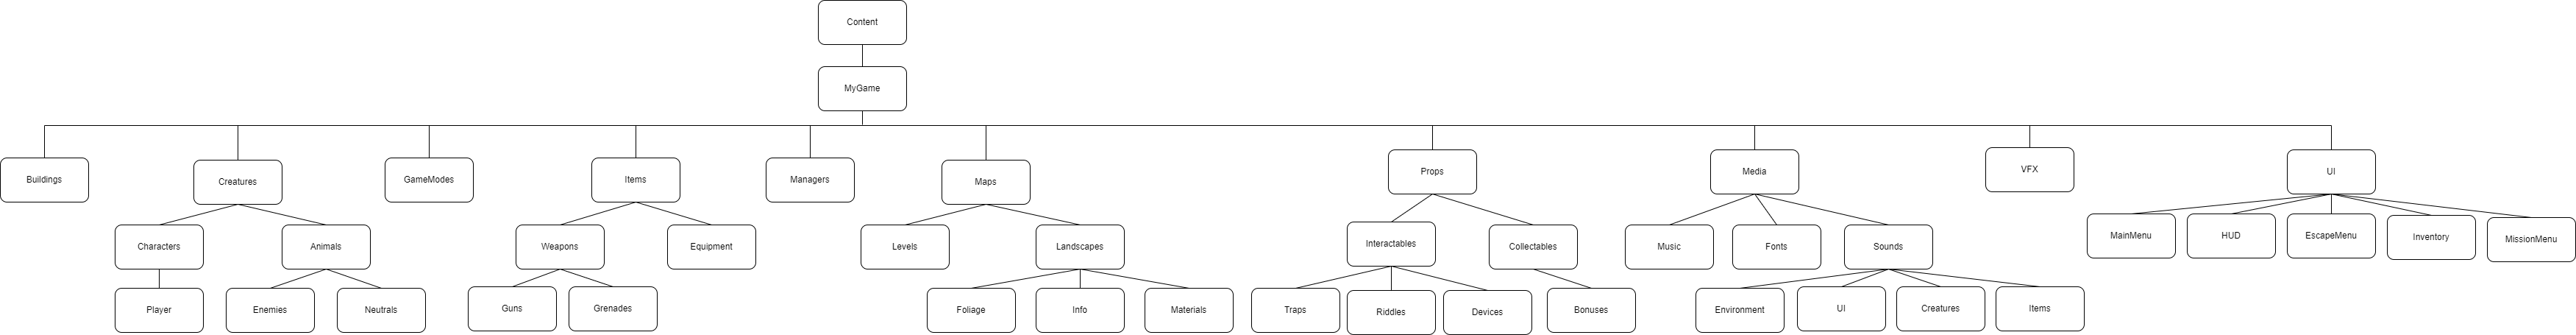 Content
MyGame
Buildings
Creatures
GameModes
Items
Managers
Maps
Props
Media
VFX
UI
Characters
Animals
Weapons
Equipment
Levels
Landscapes
Interactables
Collectables
Music
Fonts
Sounds
MainMenu
HUD
EscapeMenu
Inventory
MissionMenu
Player
Enemies
Neutrals
Guns
Grenades
Foliage
Info
Materials
Traps
Riddles
Devices
Bonuses
Environment
UI
Creatures
Items